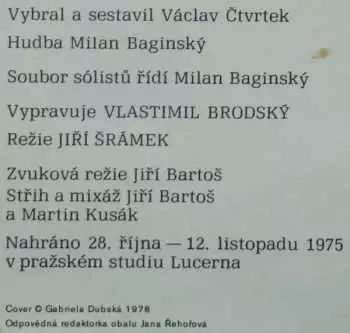 Vybral a sestavil Václav Čtvrtek
Hudba Milan Baginský
Soubor sólistů řídí Milan Baginský
Vypravuje VLASTIMIL BRODSKÝ
Režie JIŘÍ ŠRÁMEK
Zvuková režie Jiří Bartoš
Střih a mixáž Jiří Bartoš
a Martin Kusák
Nahráno 28. října — 12. listopadu 1975
v pražském studiu Lucerna
Cover © Gabriela Dubská 1976
Odpovědná redaktorka obalu Jana Řehořová